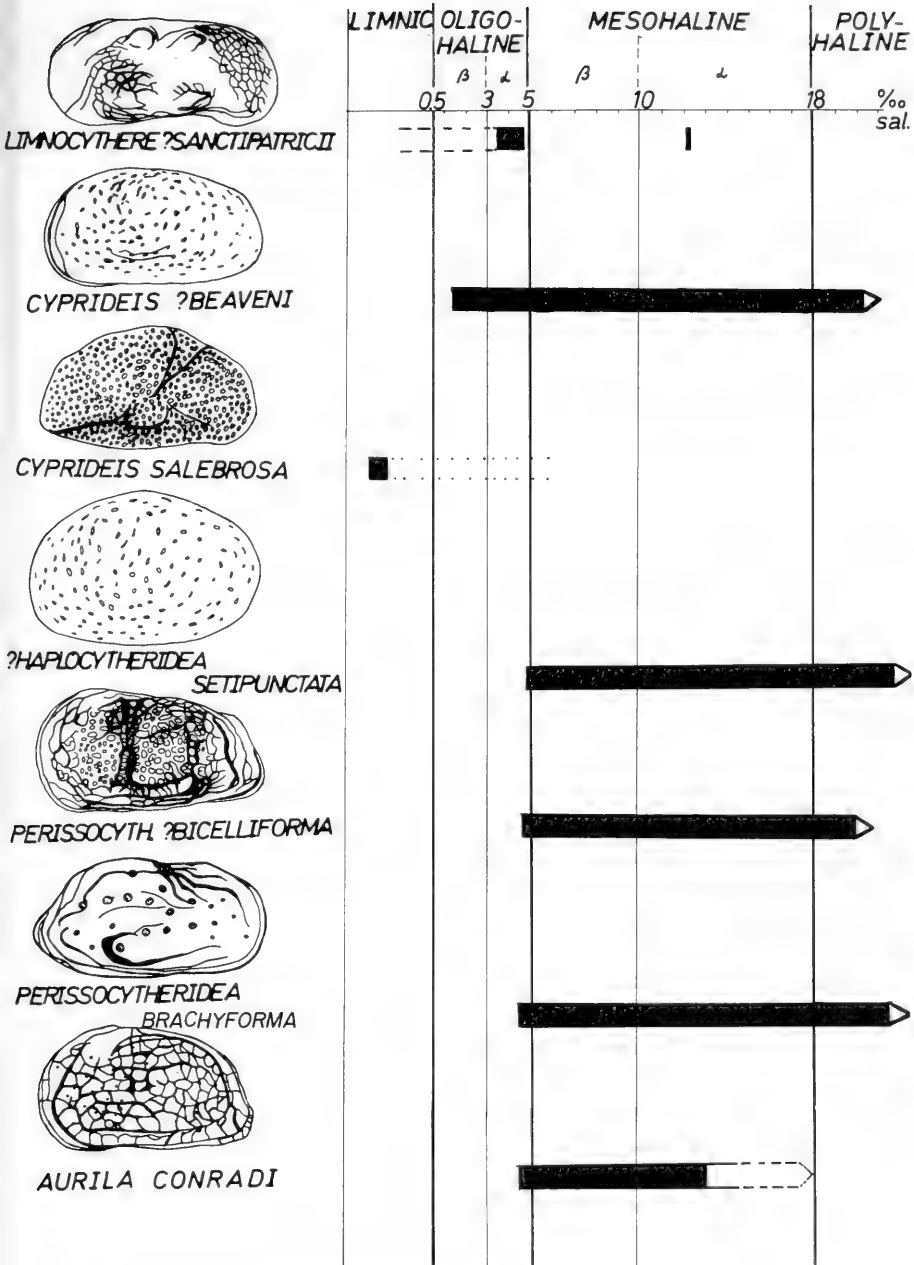 LIMNIC OLIGO- MESOHALINE POLY-
HALINE HALINE
β α β α
0.5 3 5 10 18 ‰
sal.
LIMNOCYTHERE ?SANCTIPATRICII
CYPRIDEIS ?BEAVENI
CYPRIDEIS SALEBROSA
?HAPLOCYTHERIDEA
SETIPUNCTATA
PERISSOCYTH. ?BICELLIFORMA
PERISSOCYTHERIDEA
BRACHYFORMA
AURILA CONRADI